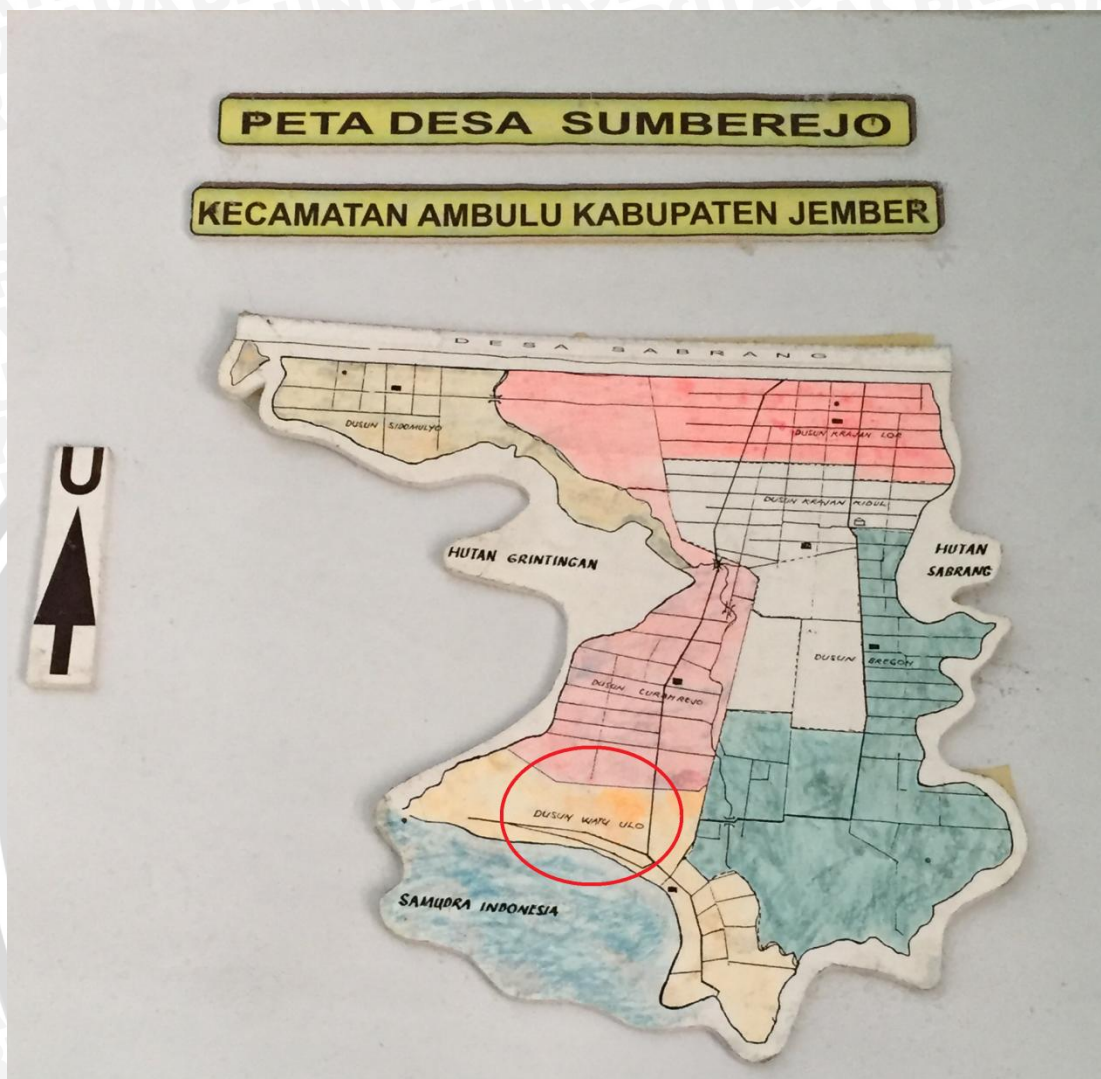 PETA DESA SUMBEREJO
KECAMATAN AMBULU KABUPATEN JEMBER
DESA SABRANG
DUSUN SIDOMULYO
DUSUN KRAJAN LOR
DUSUN KRAJAN KIDUL
U
HUTAN GRINTINGAN
HUTAN
SABRANG
DUSUN BREGON
DUSUN CURAHREJO
DUSUN WATU ULO
SAMUDRA INDONESIA